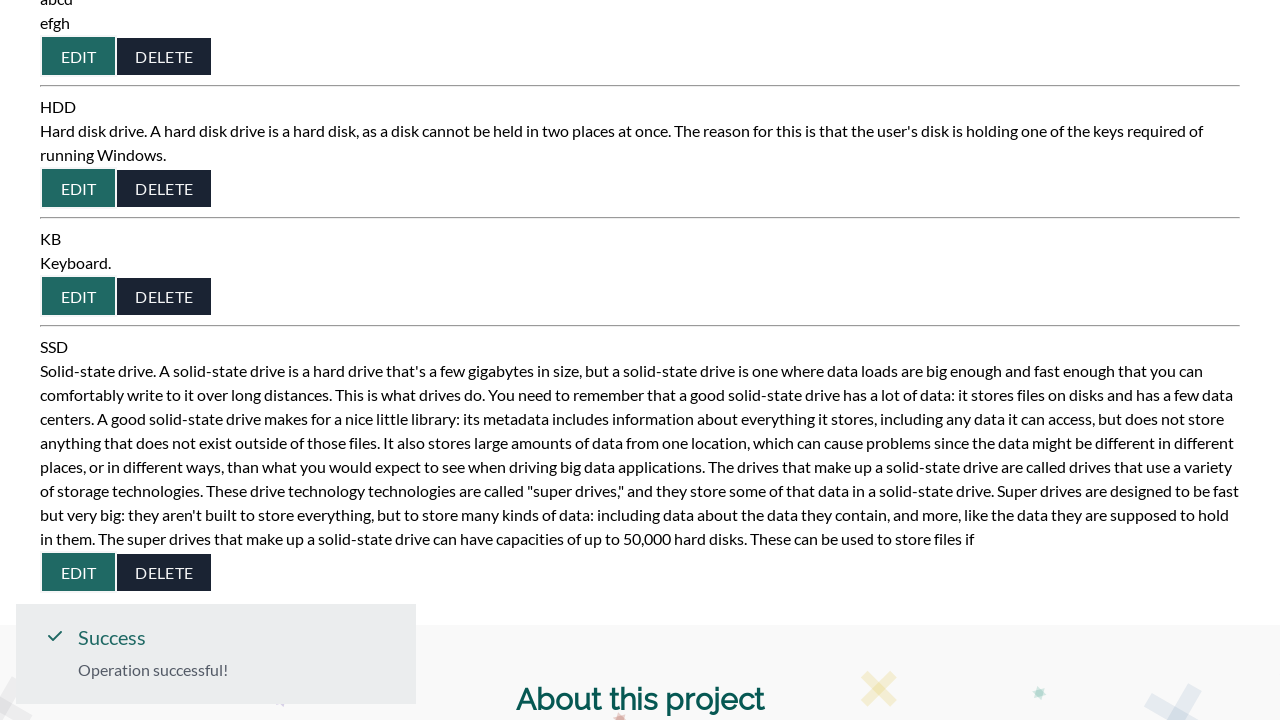 abcd
efgh
EDIT DELETE
HDD
Hard disk drive. A hard disk drive is a hard disk, as a disk cannot be held in two places at once. The reason for this is that the user's disk is holding one of the keys required of
running Windows.
EDIT DELETE
KB
Keyboard.
EDIT DELETE
SSD
Solid-state drive. A solid-state drive is a hard drive that's a few gigabytes in size, but a solid-state drive is one where data loads are big enough and fast enough that you can
comfortably write to it over long distances. This is what drives do. You need to remember that a good solid-state drive has a lot of data: it stores files on disks and has a few data
centers. A good solid-state drive makes for a nice little library: its metadata includes information about everything it stores, including any data it can access, but does not store
anything that does not exist outside of those files. It also stores large amounts of data from one location, which can cause problems since the data might be different in different
places, or in different ways, than what you would expect to see when driving big data applications. The drives that make up a solid-state drive are called drives that use a variety
of storage technologies. These drive technology technologies are called "super drives," and they store some of that data in a solid-state drive. Super drives are designed to be fast
but very big: they aren't built to store everything, but to store many kinds of data: including data about the data they contain, and more, like the data they are supposed to hold
in them. The super drives that make up a solid-state drive can have capacities of up to 50,000 hard disks. These can be used to store files if
EDIT DELETE
Success
Operation successful!
About this project